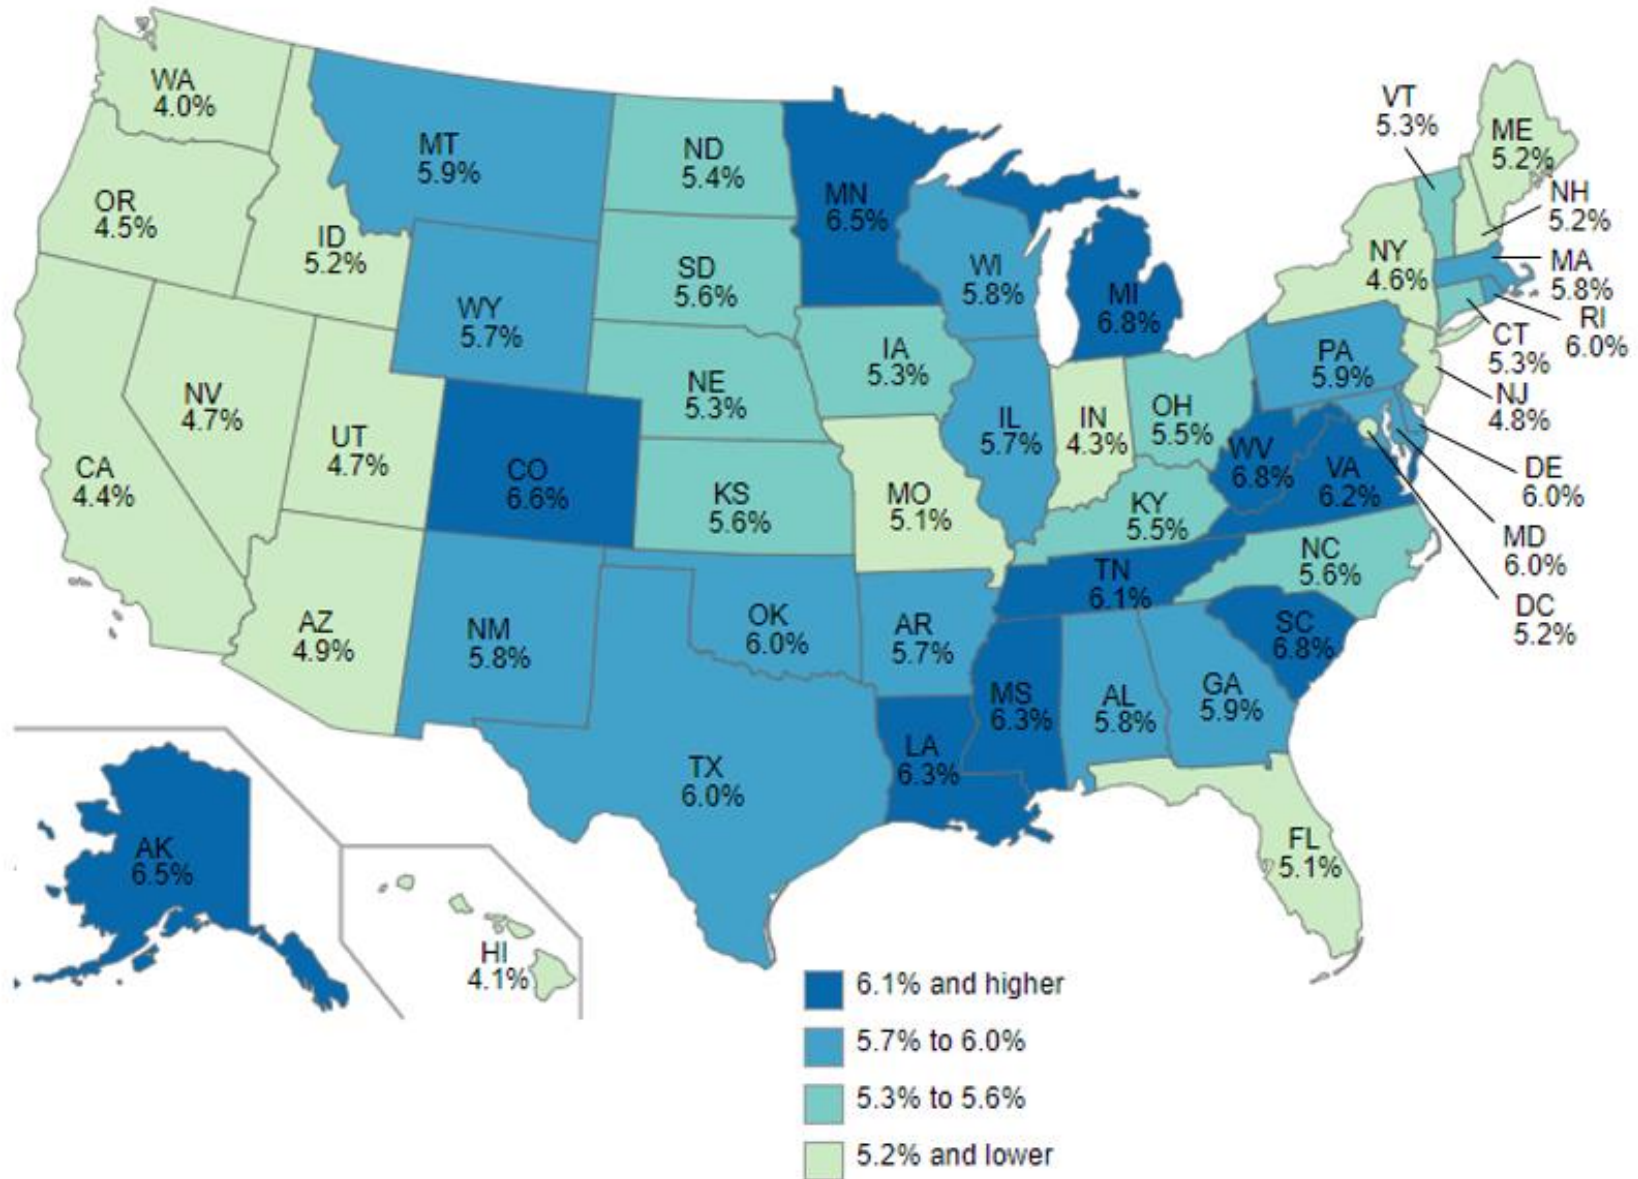 WA
4.0%
MT
5.9%
ND
5.4%
MN
6.5%
VT
5.3%
ME
5.2%
NH
5.2%
OR
4.5%
ID
5.2%
SD
5.6%
WI
5.8%
MI
6.8%
NY
4.6%
MA
5.8%
RI
6.0%
CT
5.3%
WY
5.7%
IA
5.3%
PA
5.9%
NJ
4.8%
NV
4.7%
UT
4.7%
NE
5.3%
IL
5.7%
IN
4.3%
OH
5.5%
CA
4.4%
CO
6.6%
KS
5.6%
MO
5.1%
KY
5.5%
WV
6.8%
VA
6.2%
DE
6.0%
MD
6.0%
DC
5.2%
NC
5.6%
TN
6.1%
AZ
4.9%
NM
5.8%
OK
6.0%
AR
5.7%
SC
6.8%
MS
6.3%
AL
5.8%
GA
5.9%
LA
6.3%
TX
6.0%
FL
5.1%
AK
6.5%
HI
4.1%
6.1% and higher
5.7% to 6.0%
5.3% to 5.6%
5.2% and lower